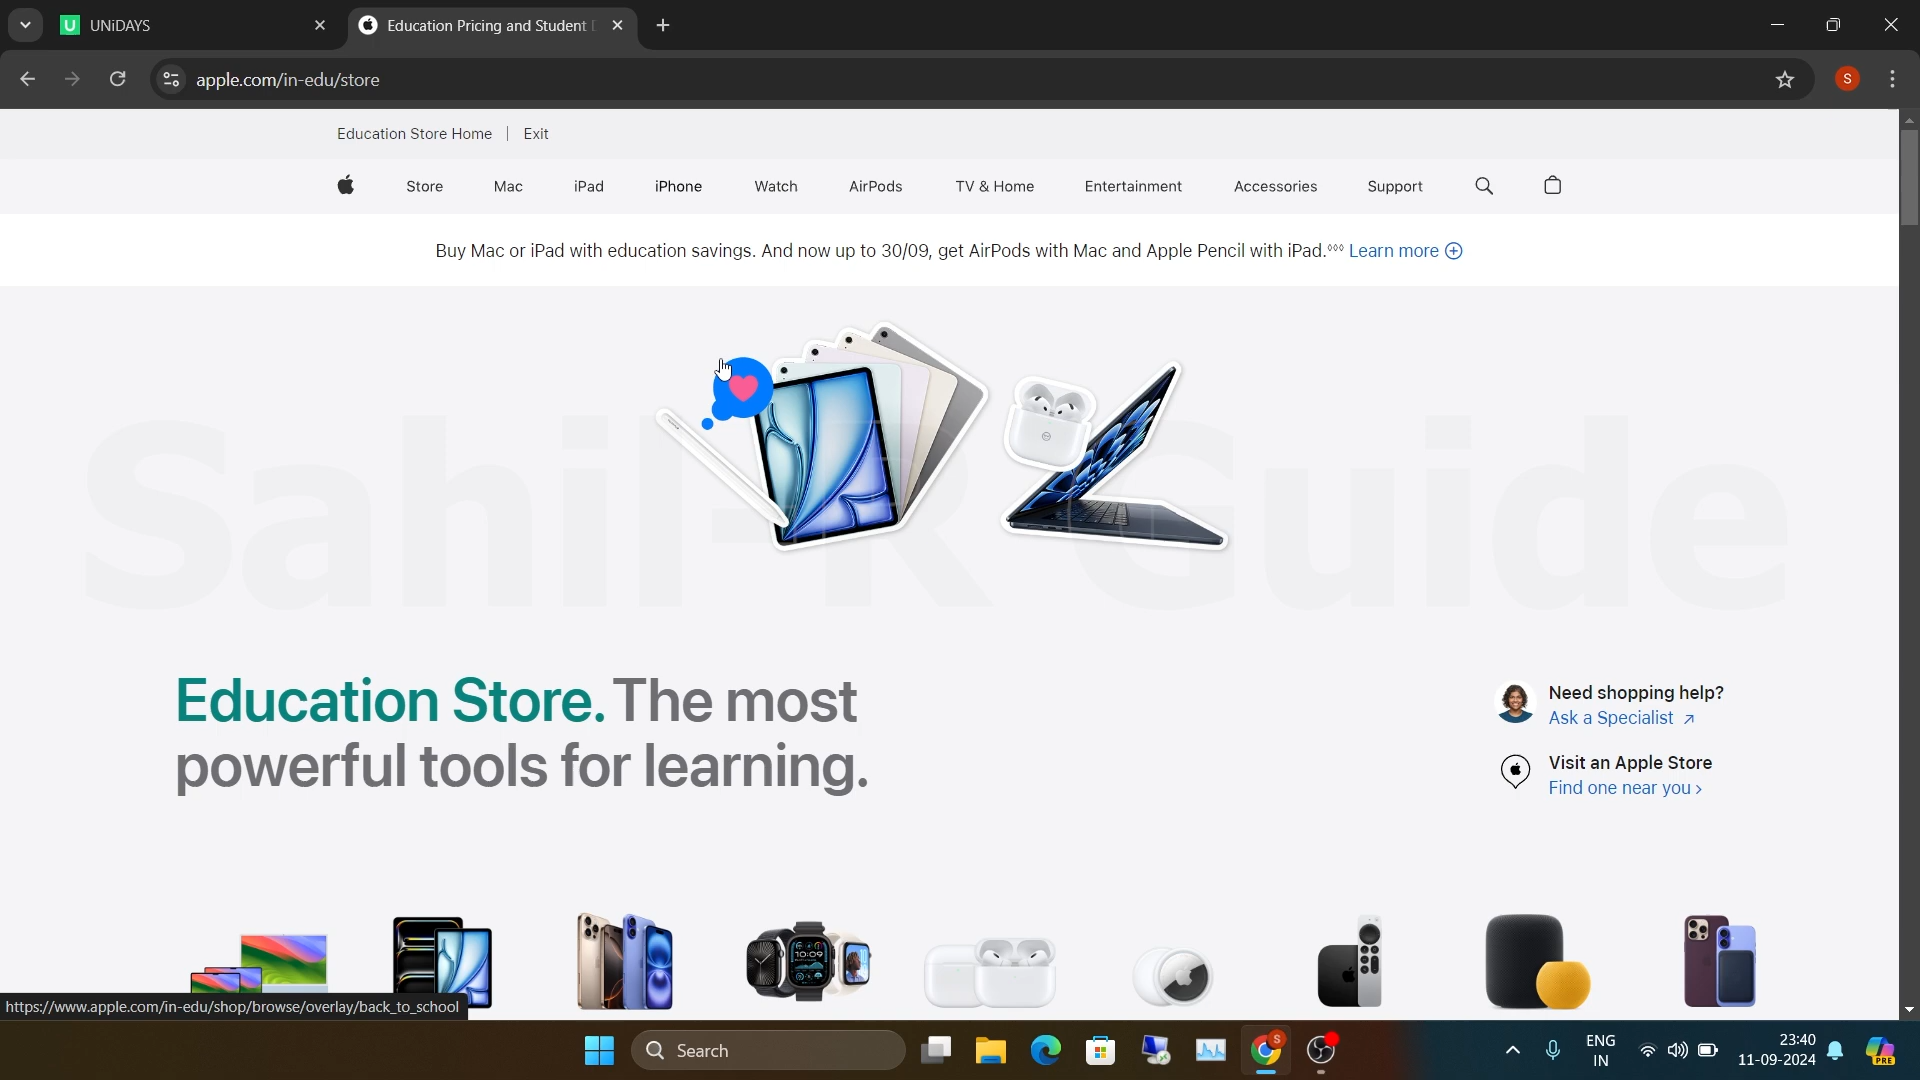 UNiDAYS
Education Pricing and Student
apple.com/in-edu/store
S
Education Store Home | Exit
Store Mac iPad iPhone Watch AirPods TV & Home Entertainment Accessories Support
Buy Mac or iPad with education savings. And now up to 30/09, get AirPods with Mac and Apple Pencil with iPad.◊◊◊ Learn more
SahilPR Guide
Education Store. The most
powerful tools for learning.
Need shopping help?
Ask a Specialist ↗
Visit an Apple Store
Find one near you >
10:09
https://www.apple.com/in-edu/shop/browse/overlay/back_to_school
Search
S
ENG
IN
23:40
11-09-2024
PRE